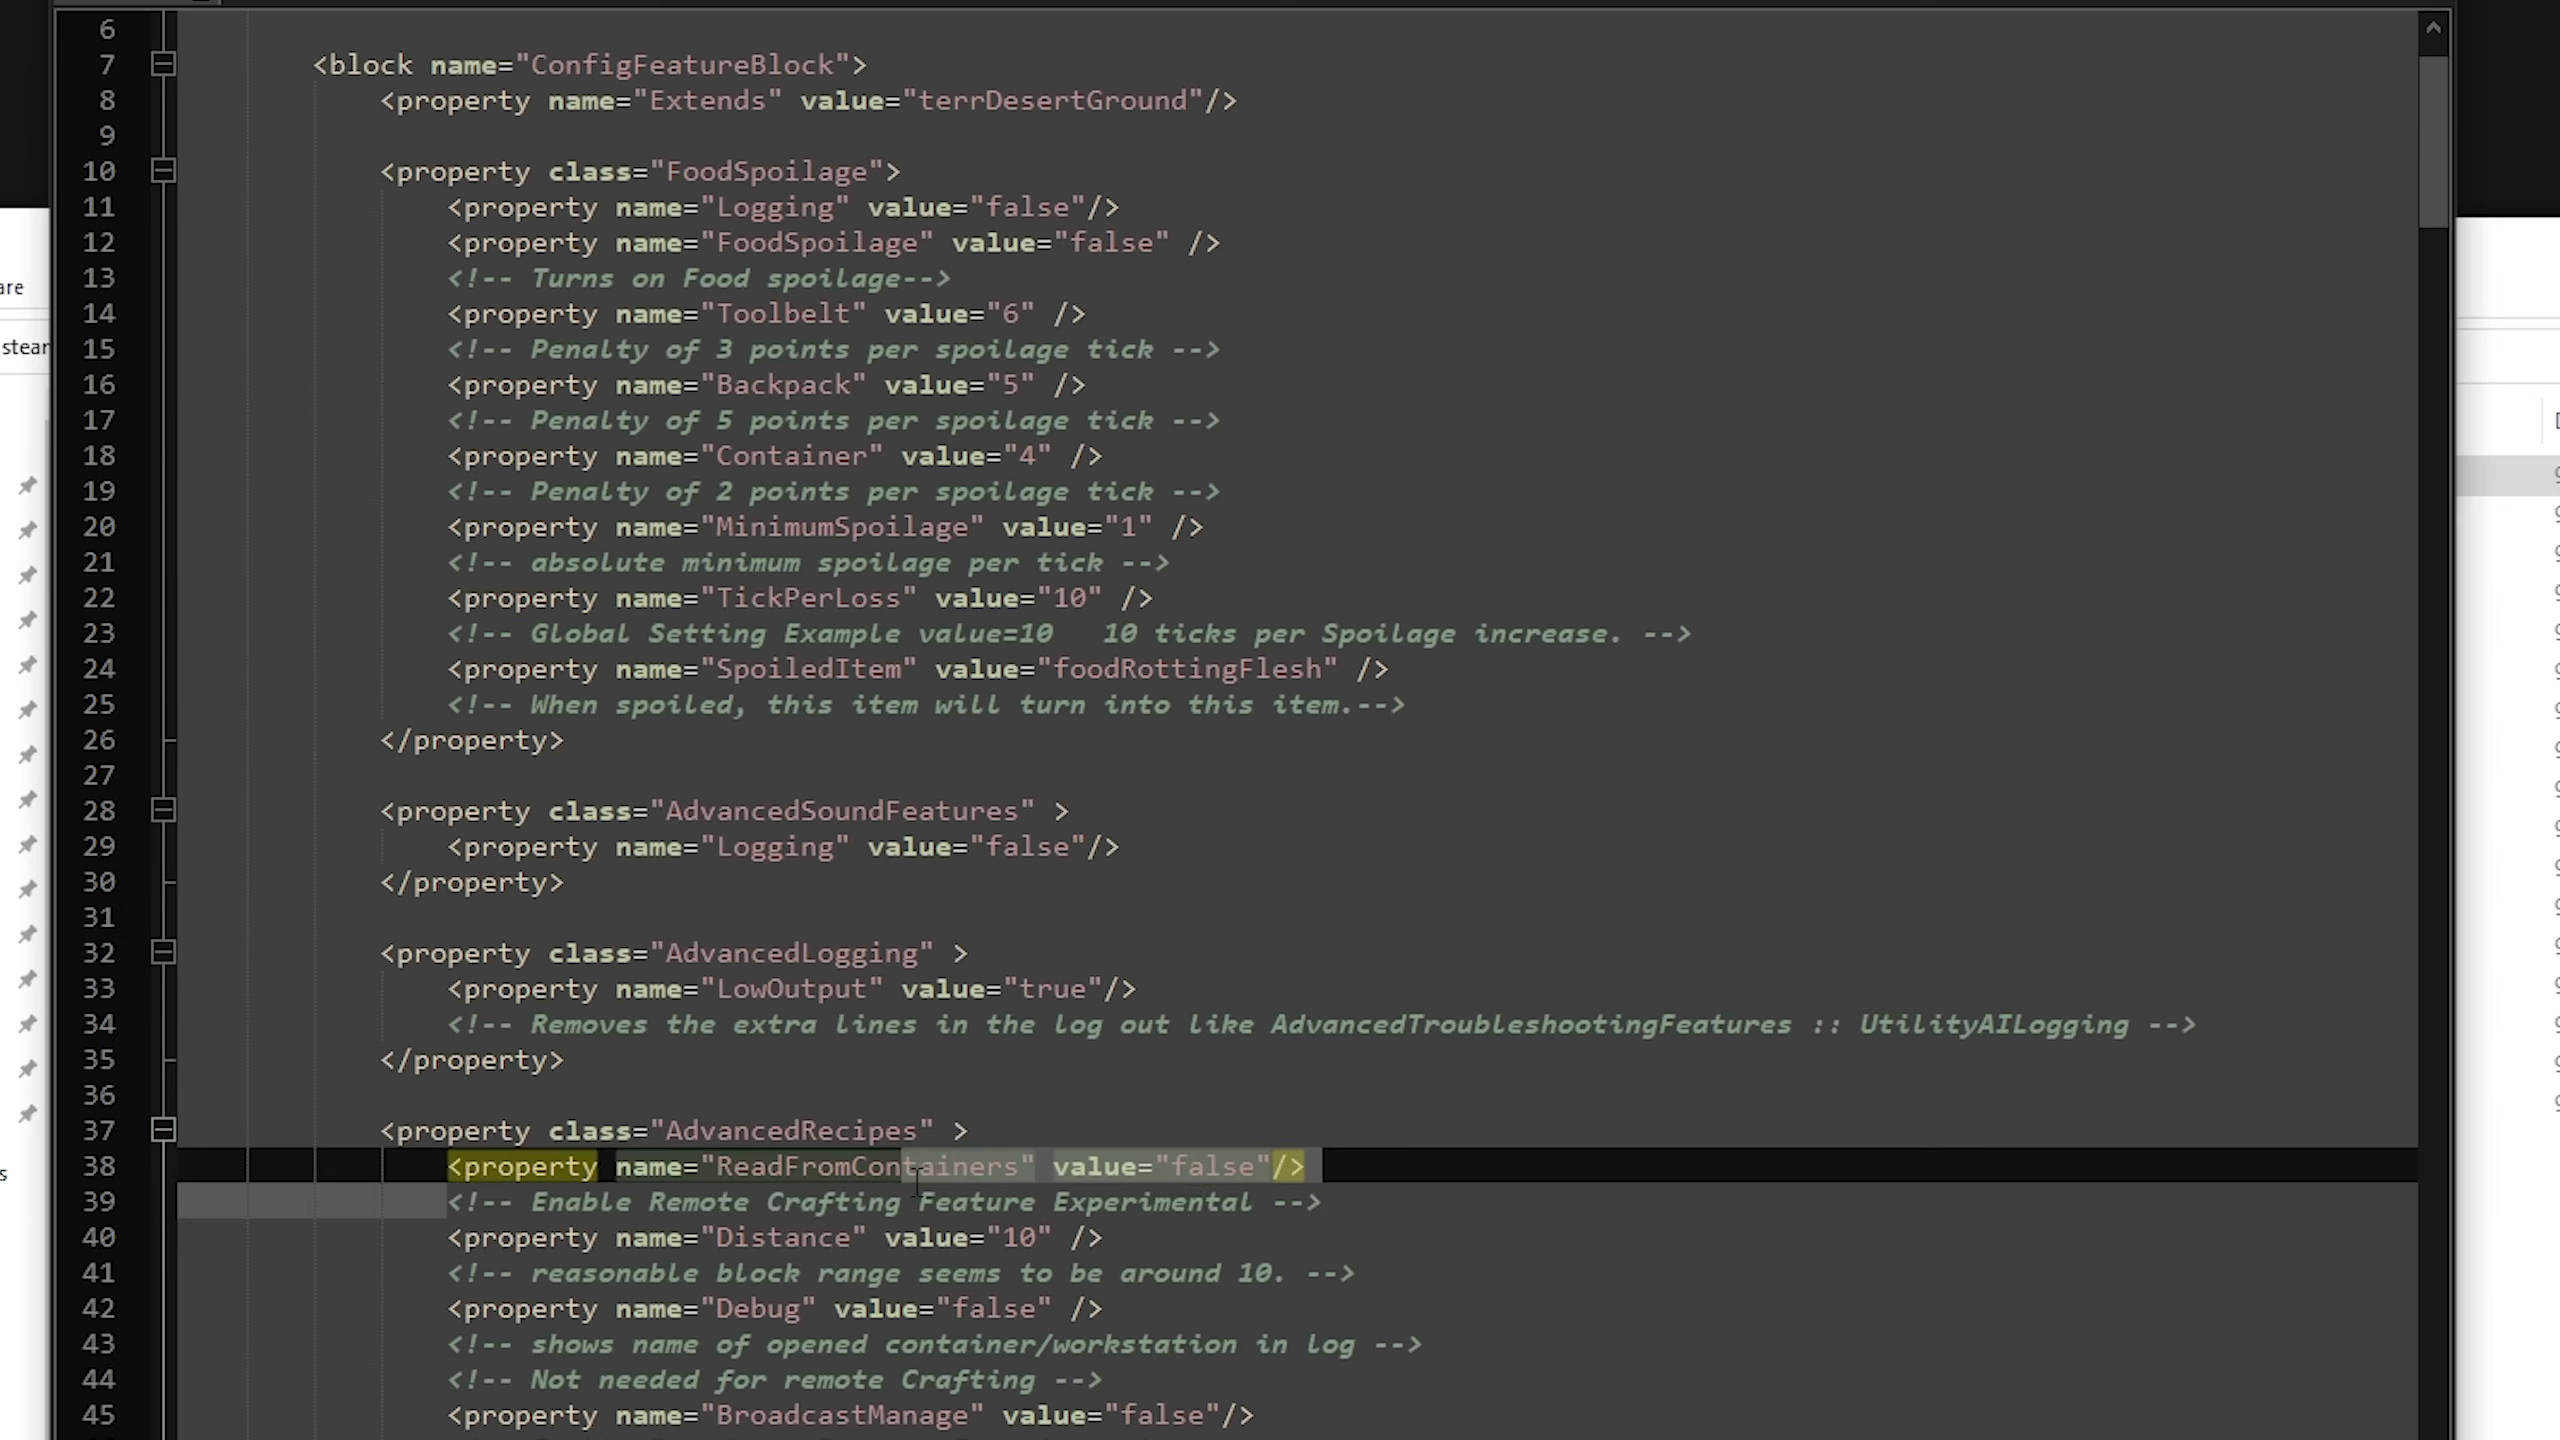 6
7 <block name="ConfigFeatureBlock">
8 <property name="Extends" value="terrDesertGround"/>
9
10 <property class="FoodSpoilage">
11 <property name="Logging" value="false"/>
12 <property name="FoodSpoilage" value="false" />
13 <!-- Turns on Food spoilage-->
14 <property name="Toolbelt" value="6" />
15 <!-- Penalty of 3 points per spoilage tick -->
16 <property name="Backpack" value="5" />
17 <!-- Penalty of 5 points per spoilage tick -->
18 <property name="Container" value="4" />
19 <!-- Penalty of 2 points per spoilage tick -->
20 <property name="MinimumSpoilage" value="1" />
21 <!-- absolute minimum spoilage per tick -->
22 <property name="TickPerLoss" value="10" />
23 <!-- Global Setting Example value=10   10 ticks per Spoilage increase. -->
24 <property name="SpoiledItem" value="foodRottingFlesh" />
25 <!-- When spoiled, this item will turn into this item.-->
26 </property>
27
28 <property class="AdvancedSoundFeatures" >
29 <property name="Logging" value="false"/>
30 </property>
31
32 <property class="AdvancedLogging" >
33 <property name="LowOutput" value="true"/>
34 <!-- Removes the extra lines in the log out like AdvancedTroubleshootingFeatures :: UtilityAILogging -->
35 </property>
36
37 <property class="AdvancedRecipes" >
38 <property name="ReadFromContainers" value="false"/>
39 <!-- Enable Remote Crafting Feature Experimental -->
40 <property name="Distance" value="10" />
41 <!-- reasonable block range seems to be around 10. -->
42 <property name="Debug" value="false" />
43 <!-- shows name of opened container/workstation in log -->
44 <!-- Not needed for remote Crafting -->
45 <property name="BroadcastManage" value="false"/>
are
stear
s